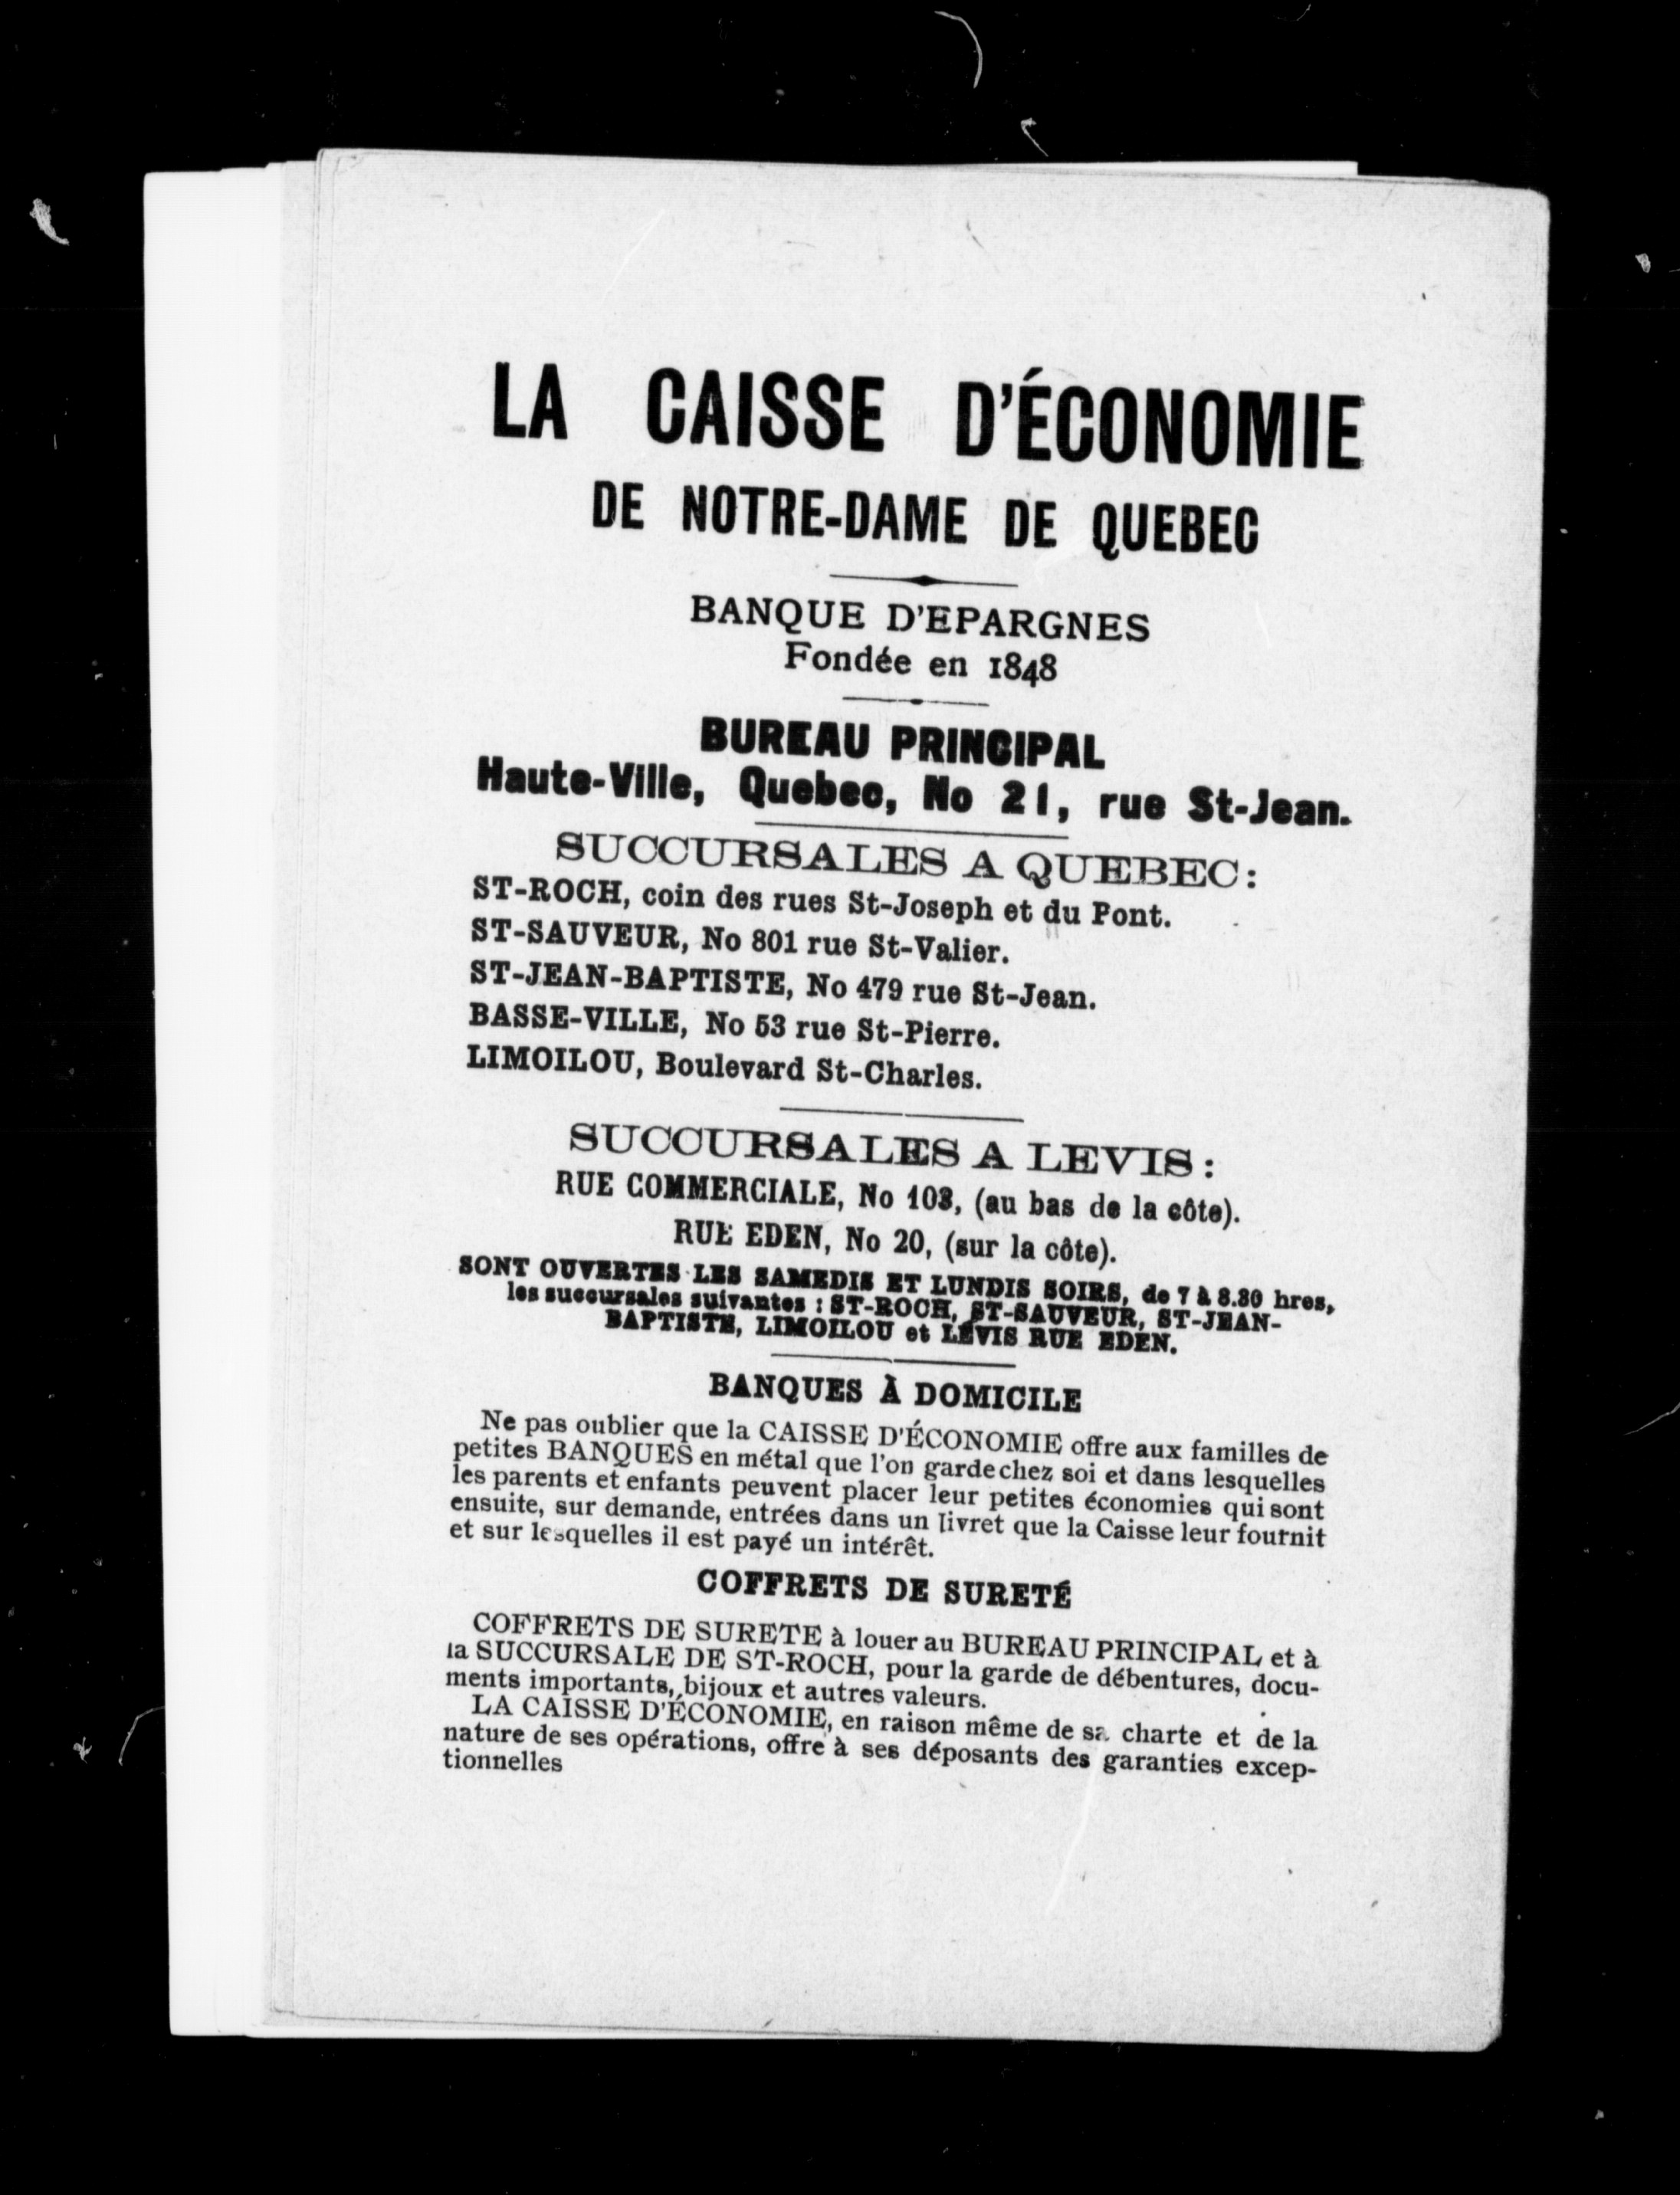 LA CAISSE D'ÉCONOMIE
DE NOTRE-DAME DE QUEBEC
BANQUE D'EPARGNES
Fondée en 1848
BUREAU PRINCIPAL
Haute-Ville, Quebec, No 21, rue St-Jean.
SUCCURSALES A QUEBEC:
ST-ROCH, coin des rues St-Joseph et du Pont.
ST-SAUVEUR, No 801 rue St-Valier.
ST-JEAN-BAPTISTE, No 479 rue St-Jean.
BASSE-VILLE, No 53 rue St-Pierre.
LIMOILOU, Boulevard St-Charles.
SUCCURSALES A LEVIS:
RUE COMMERCIALE, No 103, (au bas de la côte).
RUE EDEN, No 20, (sur la côte).
SONT OUVERTES LES SAMEDIS ET LUNDIS SOIRS, de 7 à 8.30 hres,
les succursales suivantes : ST-ROCH, ST-SAUVEUR, ST-JEAN-
BAPTISTE, LIMOILOU et LÉVIS RUE EDEN.
BANQUES À DOMICILE
Ne pas oublier que la CAISSE D'ÉCONOMIE offre aux familles de
petites BANQUES en métal que l'on garde chez soi et dans lesquelles
les parents et enfants peuvent placer leur petites économies qui sont
ensuite, sur demande, entrées dans un livret que la Caisse leur fournit
et sur lesquelles il est payé un intérêt.
COFFRETS DE SURETÉ
COFFRETS DE SURETE à louer au BUREAU PRINCIPAL et à
la SUCCURSALE DE ST-ROCH, pour la garde de débentures, docu-
ments importants, bijoux et autres valeurs.
LA CAISSE D'ÉCONOMIE, en raison même de sa charte et de la
nature de ses opérations, offre à ses déposants des garanties excep-
tionnelles